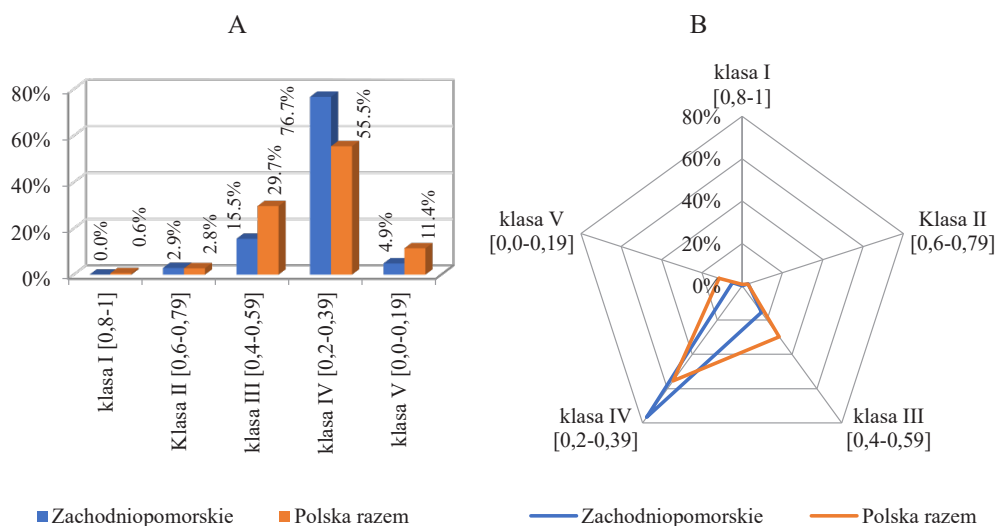 A
80%
60%
40%
20%
0%
0.0%
0.6%
2.9%
2.8%
15.5%
29.7%
76.7%
55.5%
4.9%
11.4%
klasa I [0,8-1]
Klasa II [0,6-0,79]
klasa III [0,4-0,59]
klasa IV [0,2-0,39]
klasa V [0,0-0,19]
Zachodniopomorskie
Polska razem
B
klasa I
[0,8-1]
80%
60%
40%
20%
0%
Klasa II
[0,6-0,79]
klasa III
[0,4-0,59]
klasa IV
[0,2-0,39]
klasa V
[0,0-0,19]
Zachodniopomorskie
Polska razem